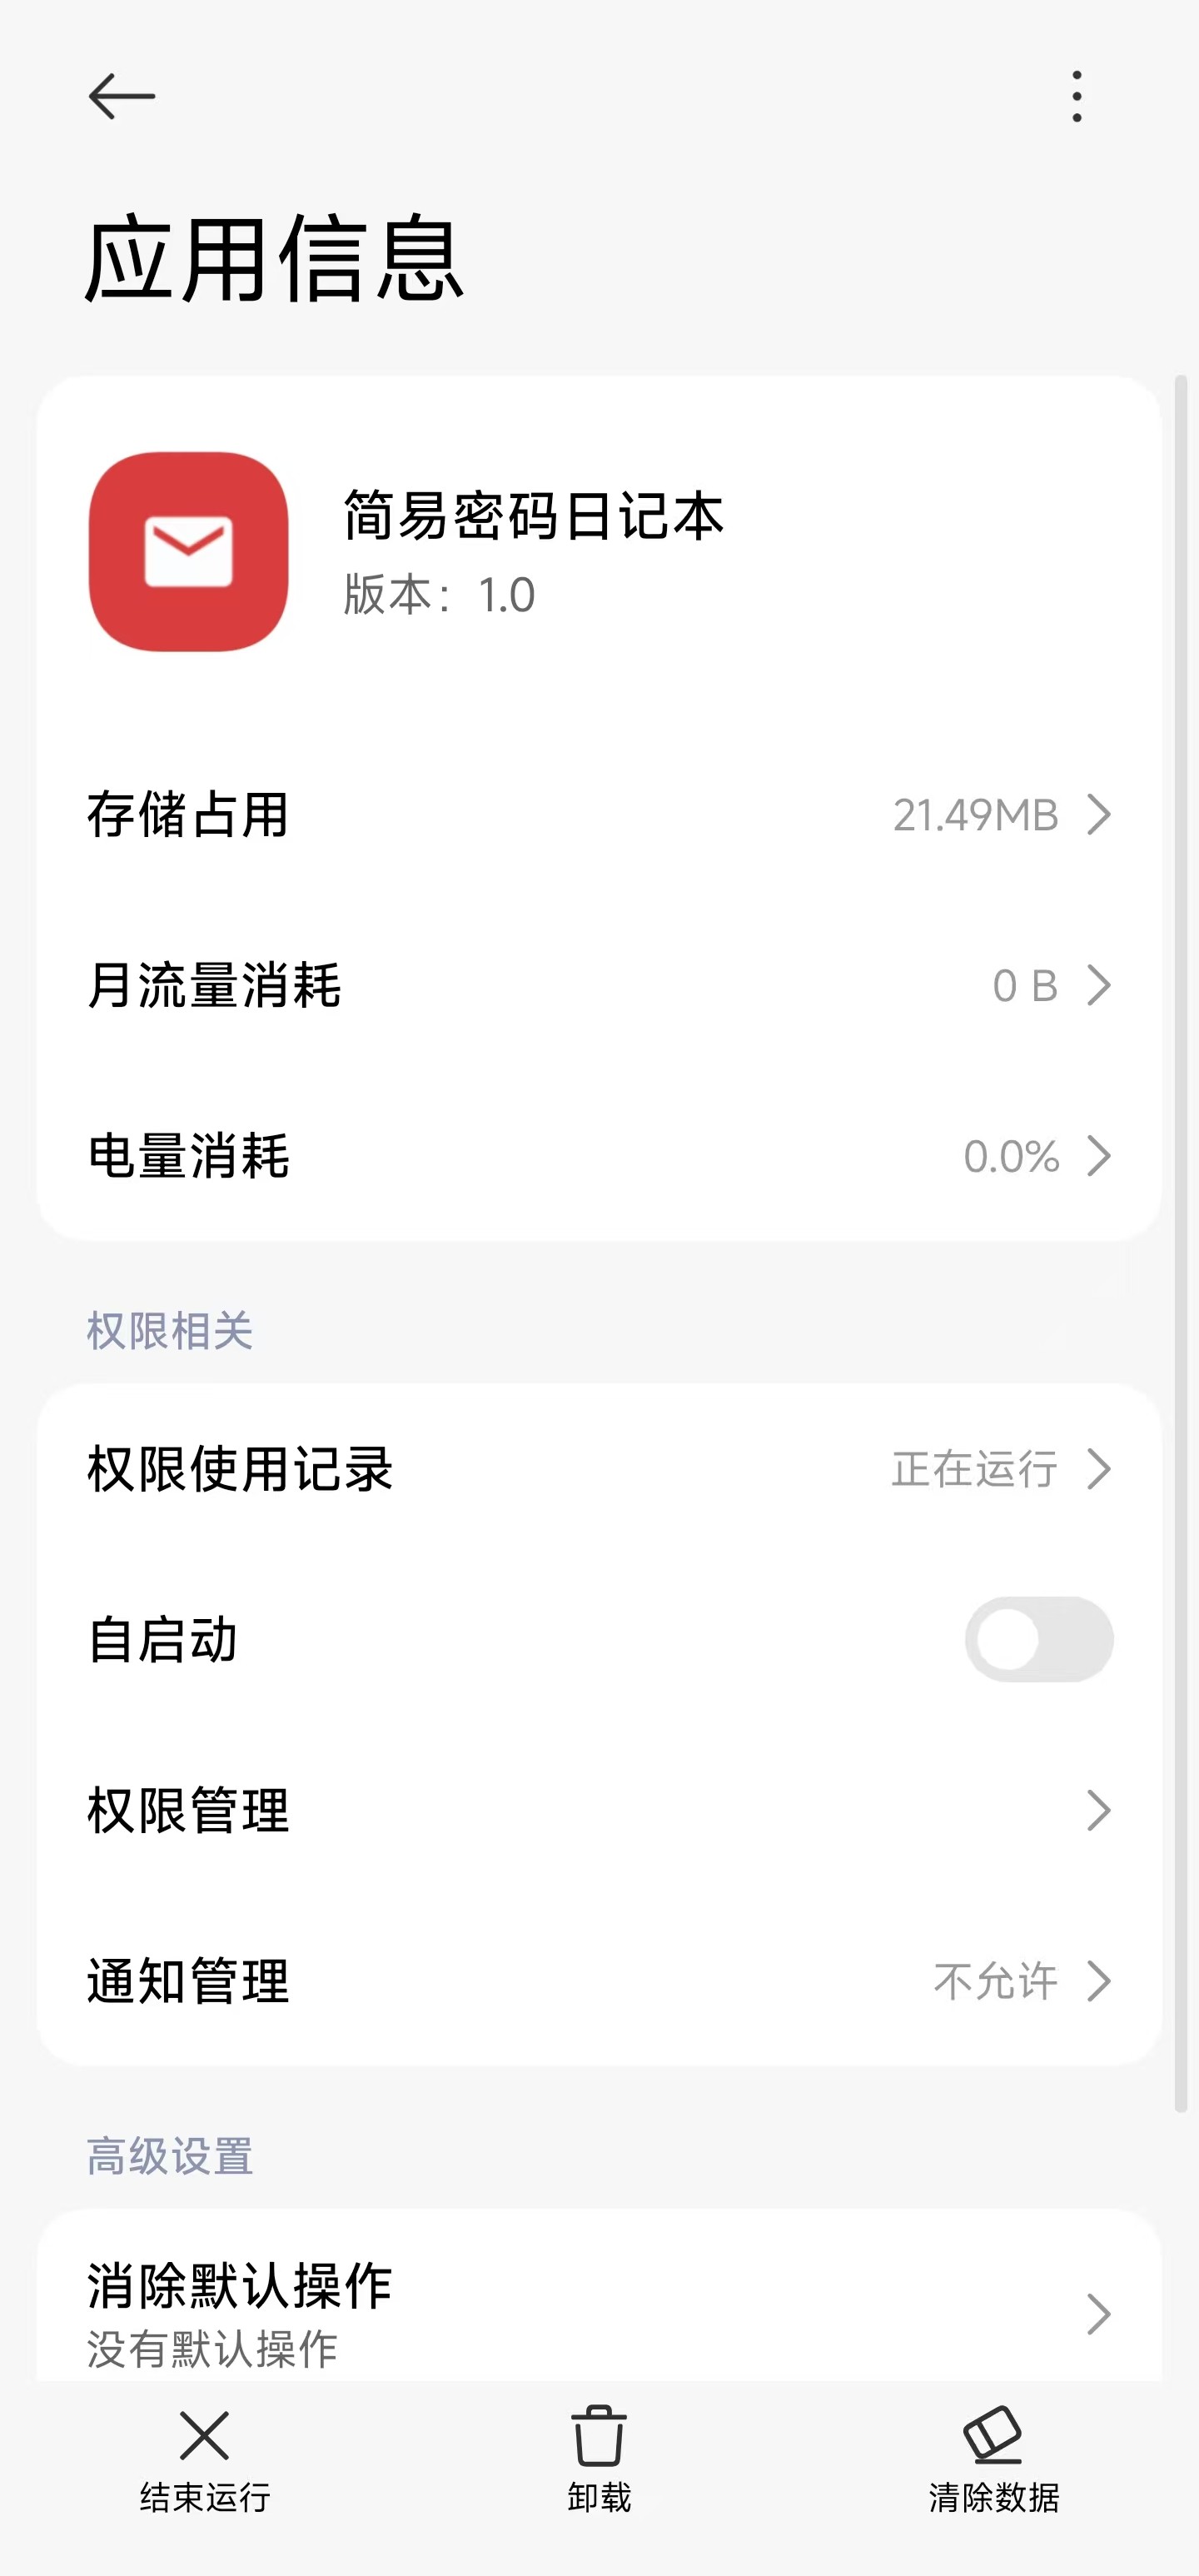 应用信息
简易密码日记本
版本：1.0
存储占用 21.49MB
月流量消耗 0 B
电量消耗 0.0%
权限相关
权限使用记录 正在运行
自启动
权限管理
通知管理 不允许
高级设置
消除默认操作
没有默认操作
结束运行 卸载 清除数据